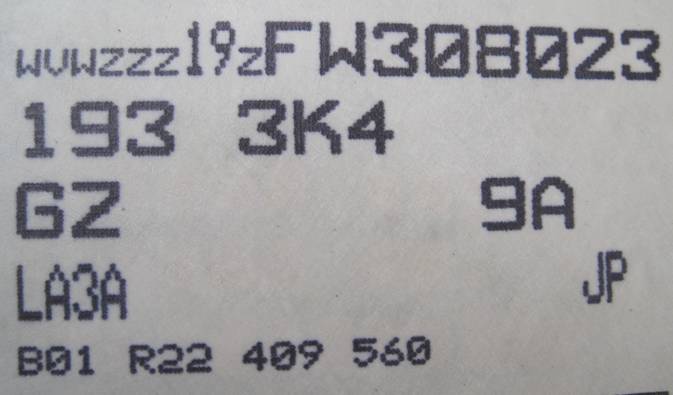 WVWZZZ19ZFW308023
193 3K4
GZ 9A
LA3A JP
B01 R22 409 560